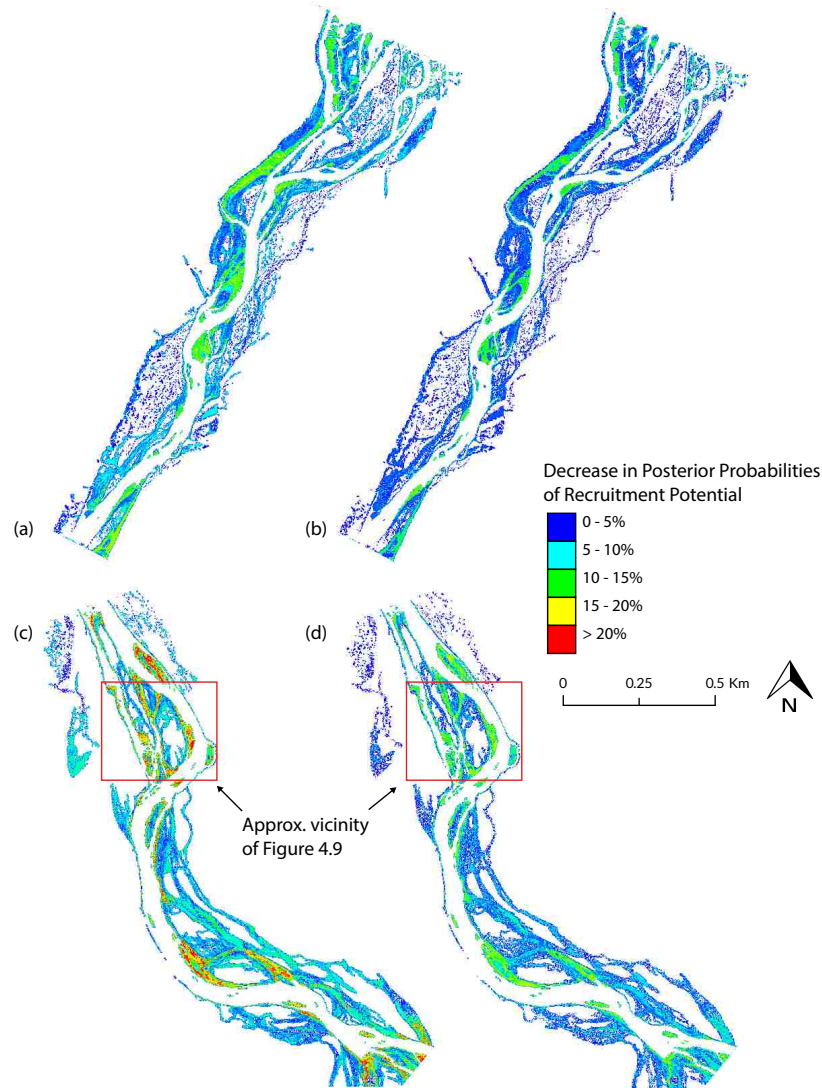 (a)
(b)
Decrease in Posterior Probabilities
of Recruitment Potential
0 - 5%
5 - 10%
10 - 15%
15 - 20%
> 20%
(c)
(d)
0
0.25
0.5 Km
N
Approx. vicinity
of Figure 4.9